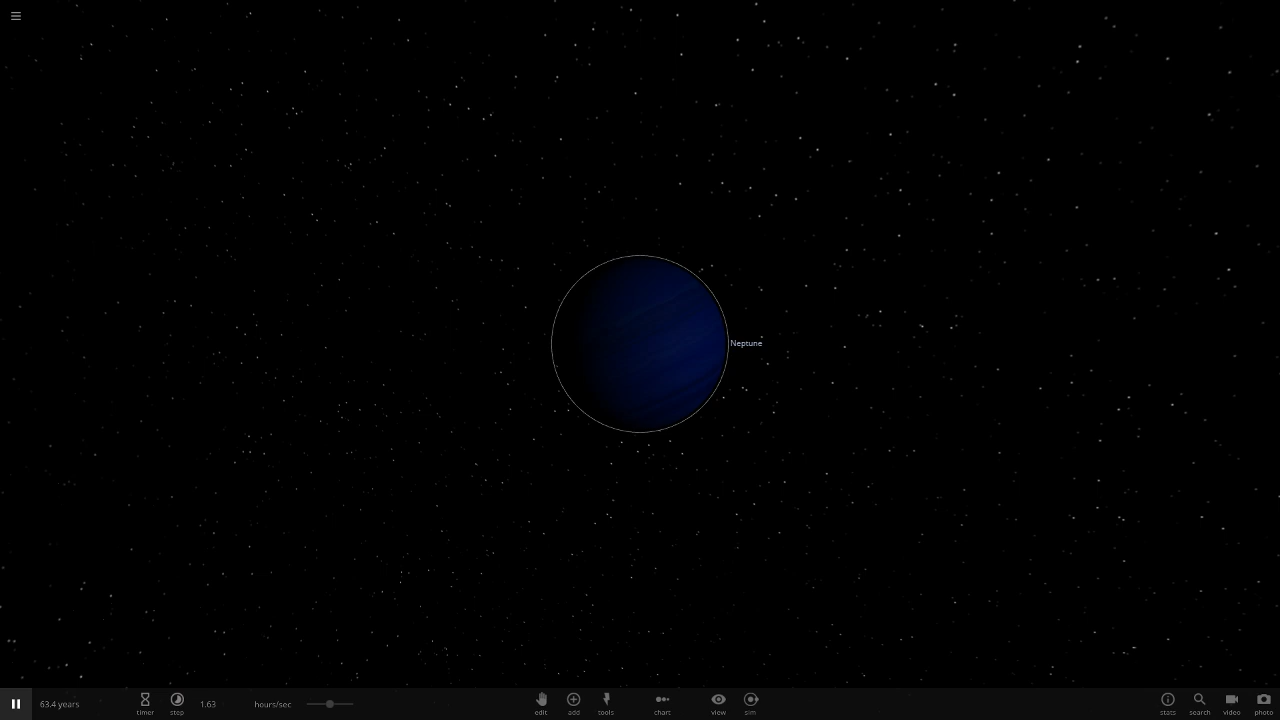 Neptune
63.4 years
timer
step
1.63
hours/sec
edit
add
tools
chart
view
sim
stats
search
video
photo